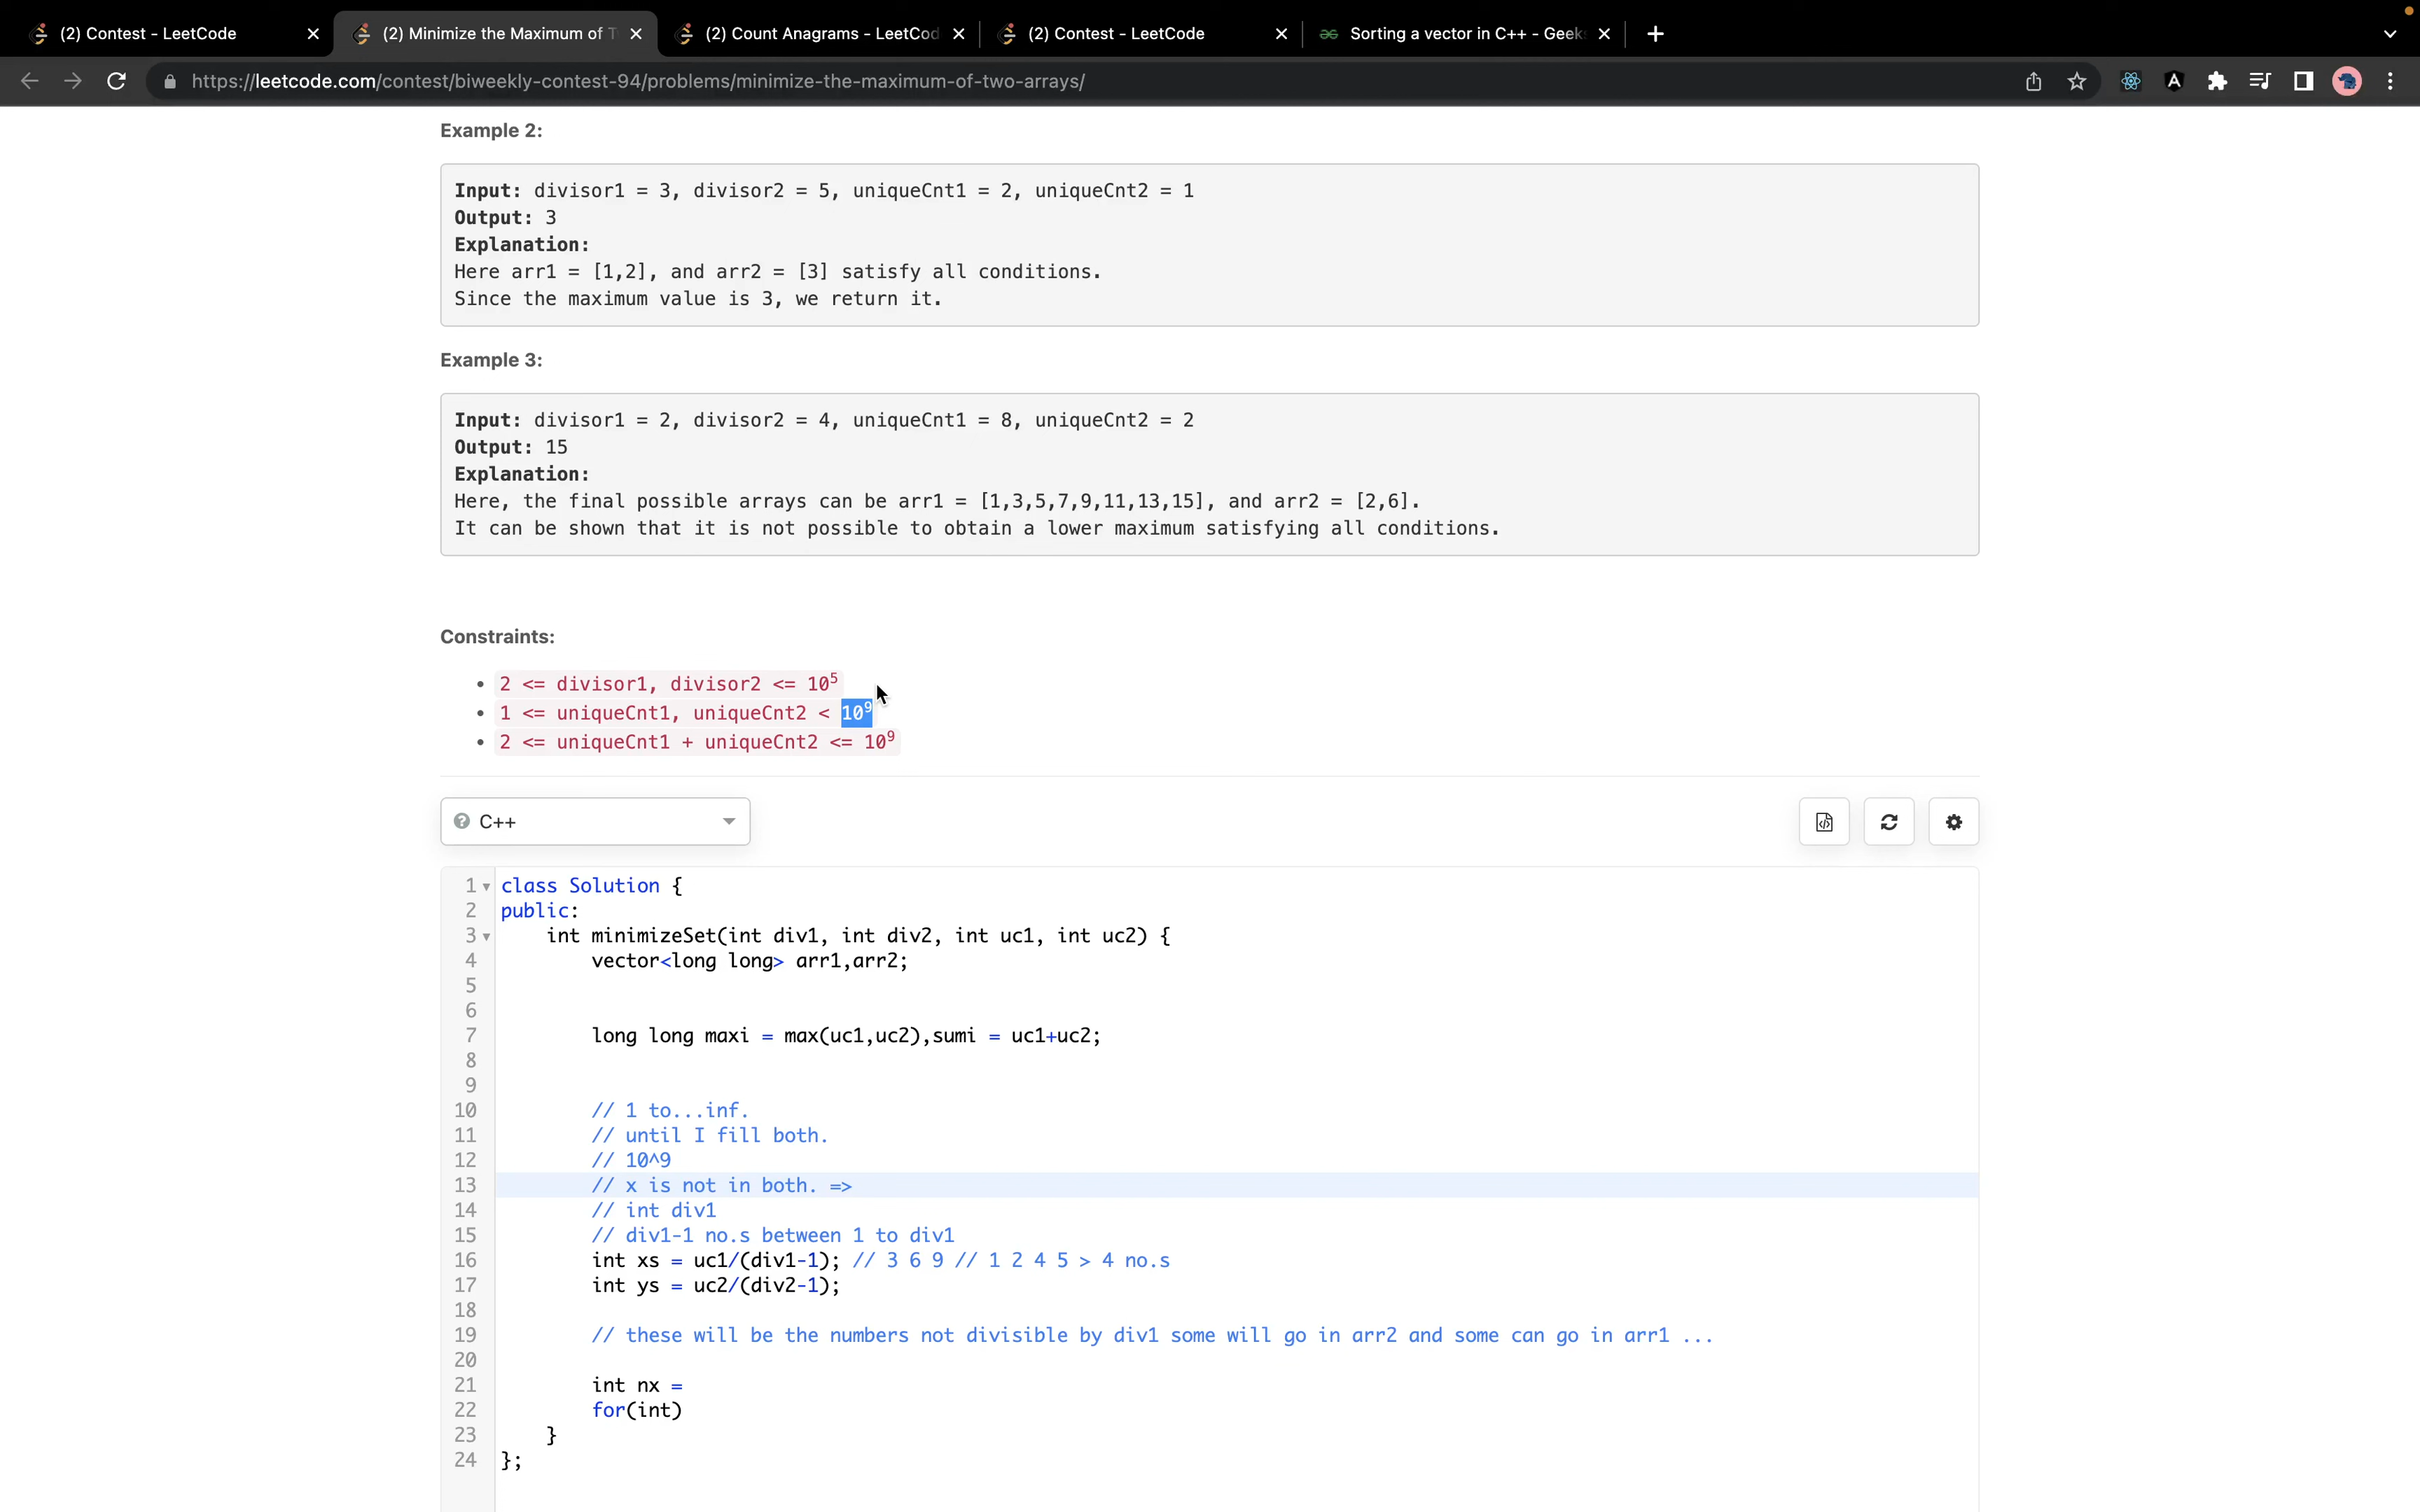 (2) Contest - LeetCode
(2) Minimize the Maximum of T
(2) Count Anagrams - LeetCod
(2) Contest - LeetCode
Sorting a vector in C++ - Geek
https://leetcode.com/contest/biweekly-contest-94/problems/minimize-the-maximum-of-two-arrays/
Example 2:
Input: divisor1 = 3, divisor2 = 5, uniqueCnt1 = 2, uniqueCnt2 = 1
Output: 3
Explanation:
Here arr1 = [1,2], and arr2 = [3] satisfy all conditions.
Since the maximum value is 3, we return it.
Example 3:
Input: divisor1 = 2, divisor2 = 4, uniqueCnt1 = 8, uniqueCnt2 = 2
Output: 15
Explanation:
Here, the final possible arrays can be arr1 = [1,3,5,7,9,11,13,15], and arr2 = [2,6].
It can be shown that it is not possible to obtain a lower maximum satisfying all conditions.
Constraints:
• 2 <= divisor1, divisor2 <= 10⁵
• 1 <= uniqueCnt1, uniqueCnt2 < 10⁹
• 2 <= uniqueCnt1 + uniqueCnt2 <= 10⁹
C++
1 class Solution {
2 public:
3 int minimizeSet(int div1, int div2, int uc1, int uc2) {
4 vector<long long> arr1,arr2;
5
6
7 long long maxi = max(uc1,uc2),sumi = uc1+uc2;
8
9
10 // 1 to...inf.
11 // until I fill both.
12 // 10^9
13 // x is not in both. =>
14 // int div1
15 // div1-1 no.s between 1 to div1
16 int xs = uc1/(div1-1); // 3 6 9 // 1 2 4 5 > 4 no.s
17 int ys = uc2/(div2-1);
18
19 // these will be the numbers not divisible by div1 some will go in arr2 and some can go in arr1 ...
20
21 int nx =
22 for(int)
23 }
24 };